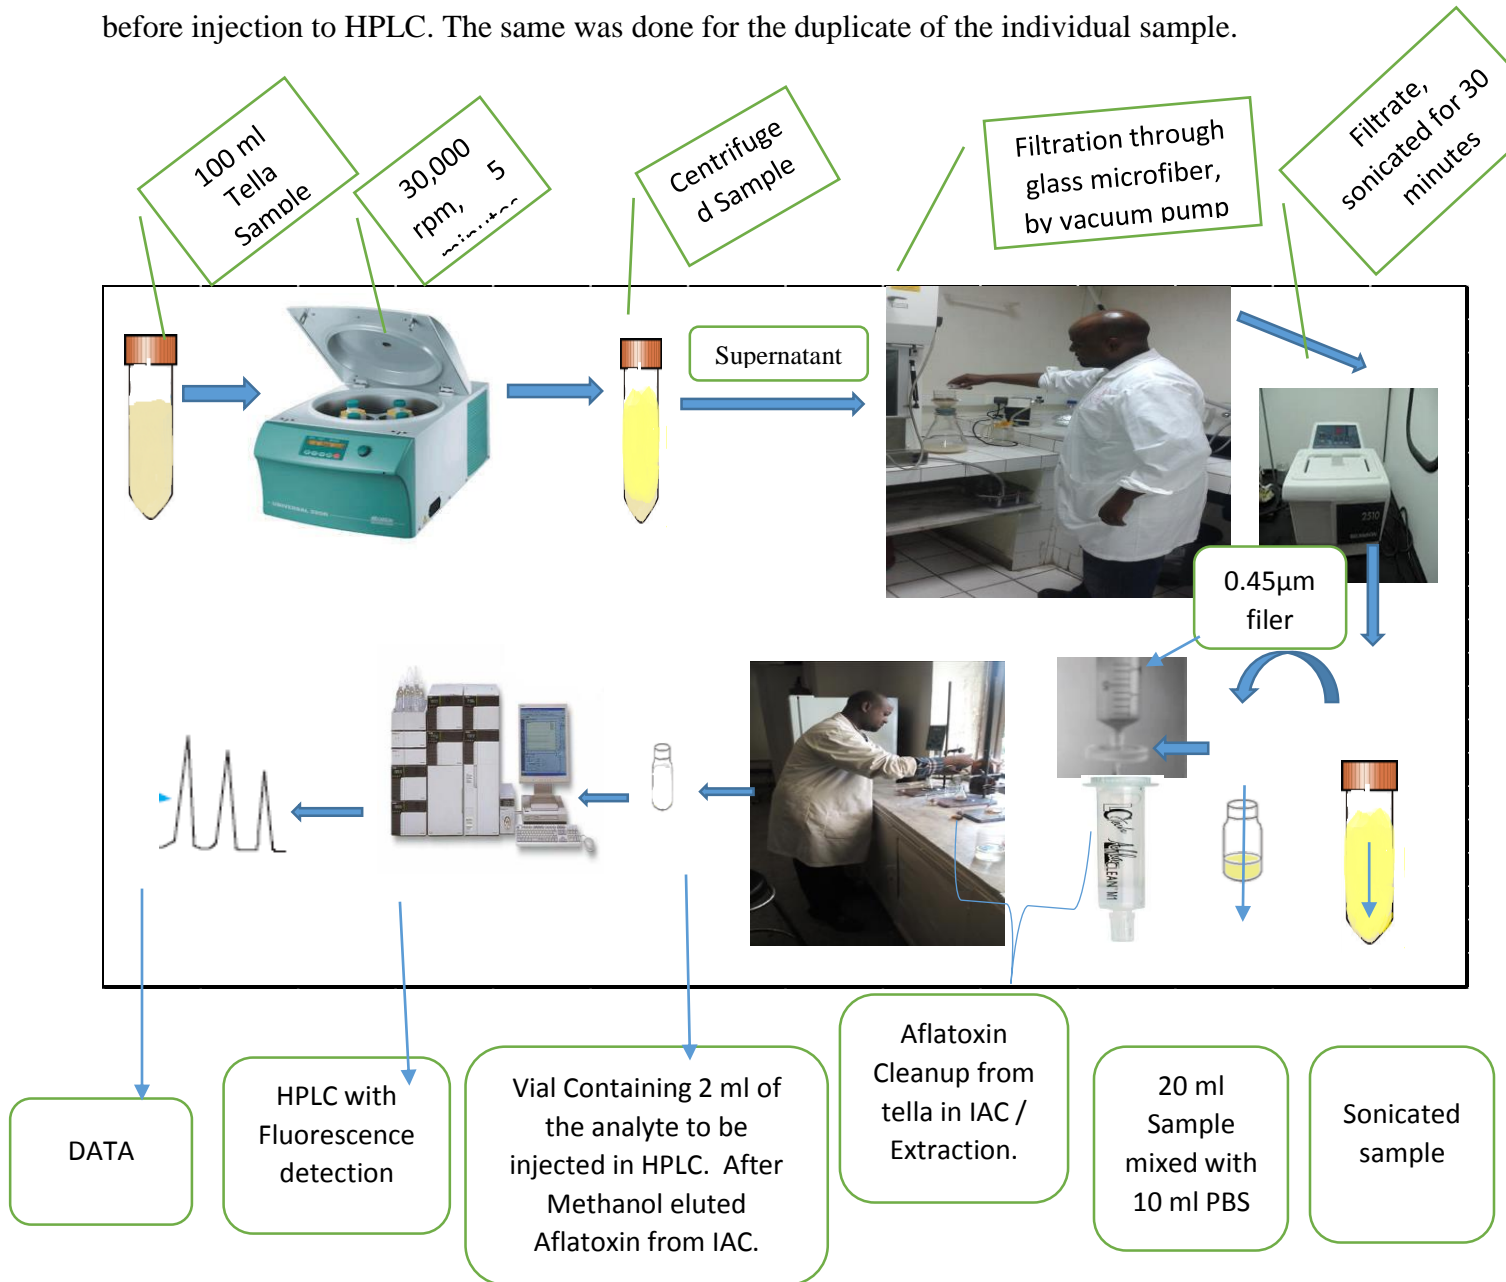 before injection to HPLC. The same was done for the duplicate of the individual sample.
100 ml
Tella
Sample
30,000
rpm, 5
minutes
Centrifuge
d Sample
Filtration through
glass microfiber,
by vacuum pump
Filtrate,
sonicated for 30
minutes
Supernatant
2510
0.45µm
filer
CLEAN M1
DATA
HPLC with
Fluorescence
detection
Vial Containing 2 ml of
the analyte to be
injected in HPLC. After
Methanol eluted
Aflatoxin from IAC.
Aflatoxin
Cleanup from
tella in IAC /
Extraction.
20 ml
Sample
mixed with
10 ml PBS
Sonicated
sample